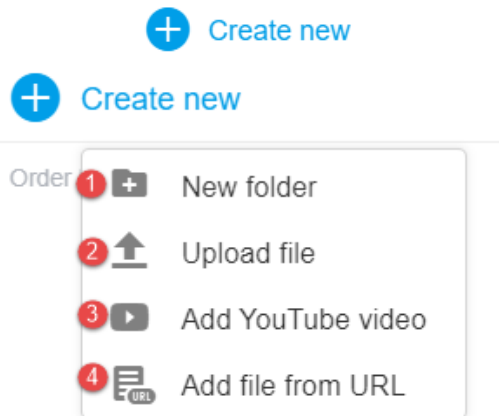 Create new
Create new
Order
1 New folder
2 Upload file
3 Add YouTube video
4 Add file from URL
URL